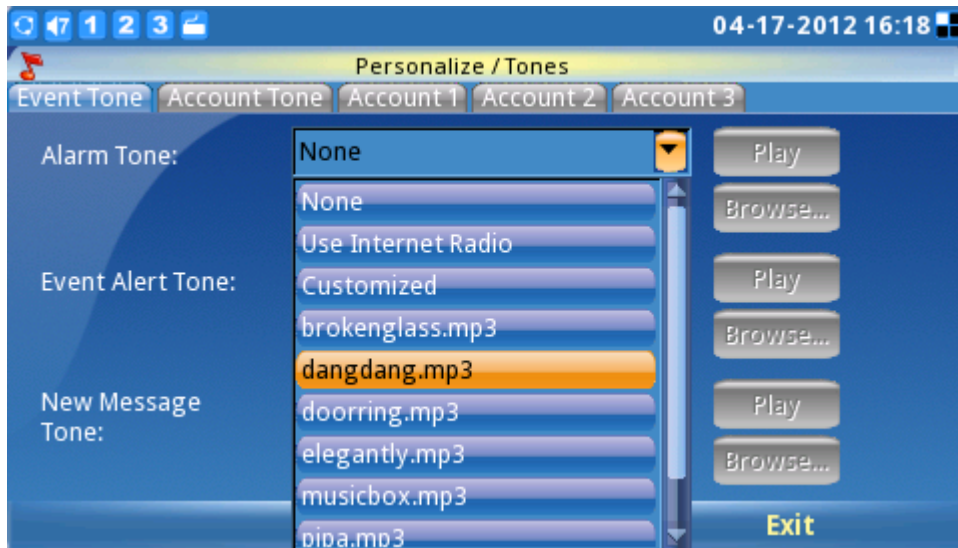 7 1 2 3 04-17-2012 16:18
Personalize / Tones
Event Tone Account Tone Account 1 Account 2 Account 3
Alarm Tone: None Play
None
Browse...
Use Internet Radio
Event Alert Tone: Customized Play
brokenglass.mp3
Browse...
dangdang.mp3
New Message
Tone:
doorring.mp3 Play
elegantly.mp3
Browse...
musicbox.mp3
pipa.mp3
Exit